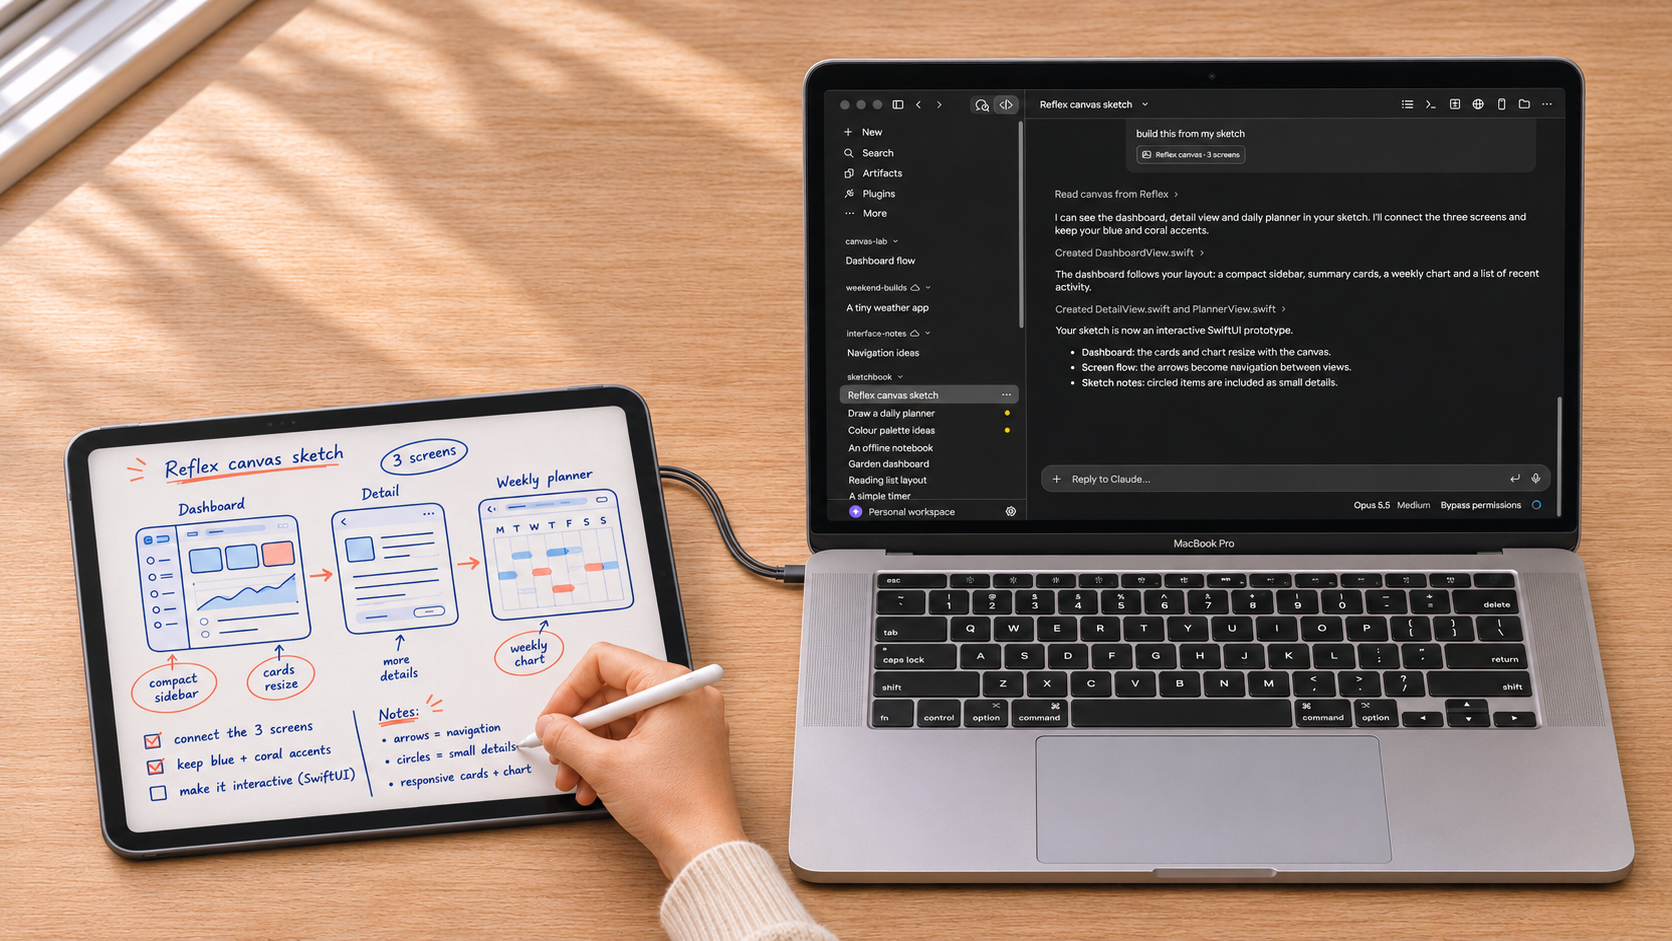 Reflex canvas sketch
3 screens
Dashboard
Detail
Weekly planner
M T W T F S S
compact
sidebar
cards
resize
more
details
weekly
chart
connect the 3 screens
keep blue + coral accents
make it interactive (SwiftUI)
Notes:
• arrows = navigation
• circles = small details
• responsive cards + chart
Reflex canvas sketch
New
Search
Artifacts
Plugins
More
canvas-lab
Dashboard flow
weekend-builds
A tiny weather app
interface-notes
Navigation ideas
sketchbook
Reflex canvas sketch
Draw a daily planner
Colour palette ideas
An offline notebook
Garden dashboard
Reading list layout
A simple timer
Personal workspace
build this from my sketch
Reflex canvas - 3 screens
Read canvas from Reflex
I can see the dashboard, detail view and daily planner in your sketch. I'll connect the three screens and
keep your blue and coral accents.
Created DashboardView.swift
The dashboard follows your layout: a compact sidebar, summary cards, a weekly chart and a list of recent
activity.
Created DetailView.swift and PlannerView.swift
Your sketch is now an interactive SwiftUI prototype.
• Dashboard: the cards and chart resize with the canvas.
• Screen flow: the arrows become navigation between views.
• Sketch notes: circled items are included as small details.
Reply to Claude...
Opus 5.5 Medium Bypass permissions
MacBook Pro
esc
~ ! @ # $ % ^ & * ( ) - +
1 2 3 4 5 6 7 8 9 0 delete
tab Q W E R T Y U I O P { } | [ ] \
caps lock A S D F G H J K L return
shift Z X C V B N M < > ? / shift
fn control option command command option